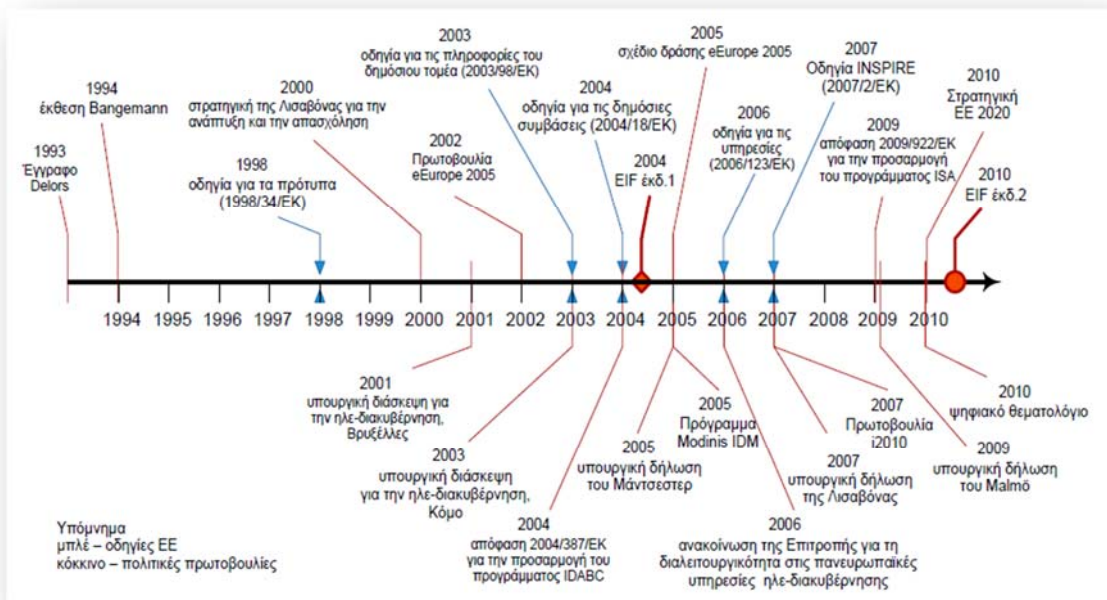 1993
Έγγραφο
Delors
1994
έκθεση Bangemann
1998
οδηγία για τα πρότυπα
(1998/34/ΕΚ)
2000
στρατηγική της Λισαβόνας για την
ανάπτυξη και την απασχόληση
2002
Πρωτοβουλία
eEurope 2005
2003
οδηγία για τις πληροφορίες του
δημόσιου τομέα (2003/98/ΕΚ)
2004
οδηγία για τις δημόσιες
συμβάσεις (2004/18/ΕΚ)
2004
EIF έκδ.1
2005
σχέδιο δράσης eEurope 2005
2006
οδηγία για τις
υπηρεσίες
(2006/123/ΕΚ)
2007
Οδηγία INSPIRE
(2007/2/ΕΚ)
2009
απόφαση 2009/922/ΕΚ
για την προσαρμογή
του προγράμματος ISA
2010
Στρατηγική
ΕΕ 2020
2010
EIF έκδ.2
1994 1995 1996 1997 1998 1999 2000 2001 2002 2003 2004 2005 2006 2007 2008 2009 2010
2001
υπουργική διάσκεψη για
την ηλε-διακυβέρνηση,
Βρυξέλλες
2003
υπουργική διάσκεψη
για την ηλε-διακυβέρνηση,
Κόμο
2004
απόφαση 2004/387/ΕΚ
για την προσαρμογή του
προγράμματος IDABC
2005
υπουργική δήλωση
του Μάντσεστερ
2005
Πρόγραμμα
Modinis IDM
2006
ανακοίνωση της Επιτροπής για τη
διαλειτουργικότητα στις πανευρωπαϊκές
υπηρεσίες ηλε-διακυβέρνησης
2007
υπουργική δήλωση
της Λισαβόνας
2007
Πρωτοβουλία
i2010
2009
υπουργική δήλωση
του Malmö
2010
ψηφιακό θεματολόγιο
Υπόμνημα
μπλέ – οδηγίες ΕΕ
κόκκινο – πολιτικές πρωτοβουλίες